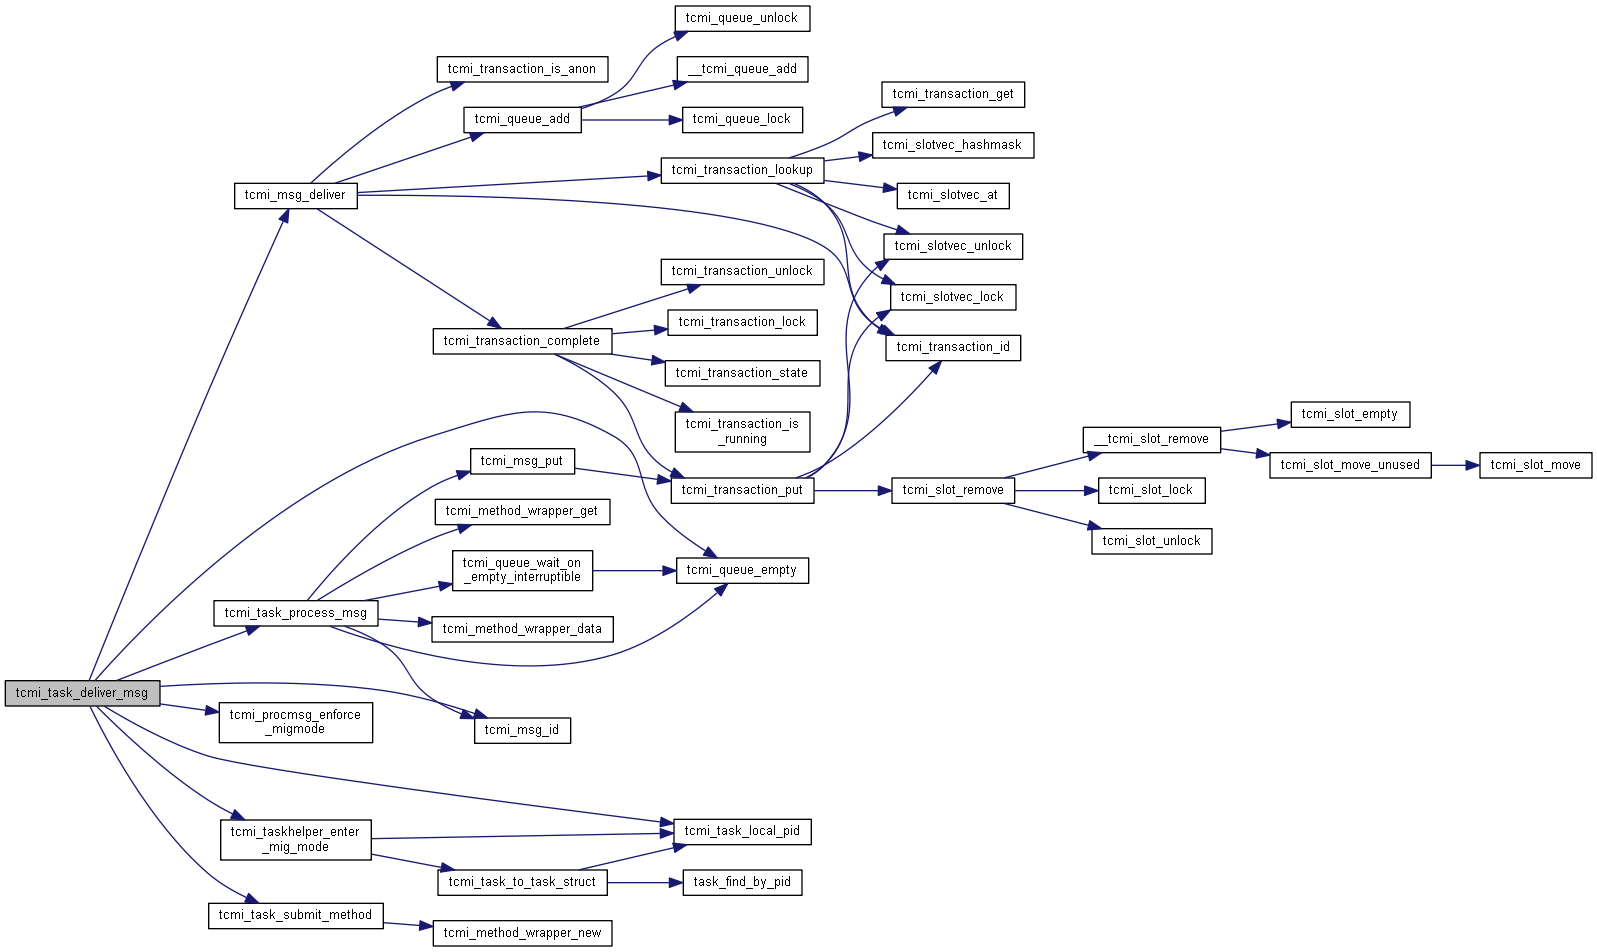 tcmi_queue_unlock
tcmi_transaction_is_anon
__tcmi_queue_add
tcmi_transaction_get
tcmi_queue_add
tcmi_queue_lock
tcmi_slotvec_hashmask
tcmi_transaction_lookup
tcmi_msg_deliver
tcmi_slotvec_at
tcmi_slotvec_unlock
tcmi_transaction_unlock
tcmi_slotvec_lock
tcmi_transaction_lock
tcmi_transaction_complete
tcmi_transaction_id
tcmi_transaction_state
tcmi_slot_empty
tcmi_transaction_is
_running
__tcmi_slot_remove
tcmi_msg_put
tcmi_slot_move_unused
tcmi_slot_move
tcmi_transaction_put
tcmi_slot_remove
tcmi_slot_lock
tcmi_method_wrapper_get
tcmi_slot_unlock
tcmi_queue_wait_on
_empty_interruptible
tcmi_queue_empty
tcmi_task_process_msg
tcmi_method_wrapper_data
tcmi_task_deliver_msg
tcmi_procmsg_enforce
_migmode
tcmi_msg_id
tcmi_taskhelper_enter
_mig_mode
tcmi_task_local_pid
tcmi_task_to_task_struct
task_find_by_pid
tcmi_task_submit_method
tcmi_method_wrapper_new